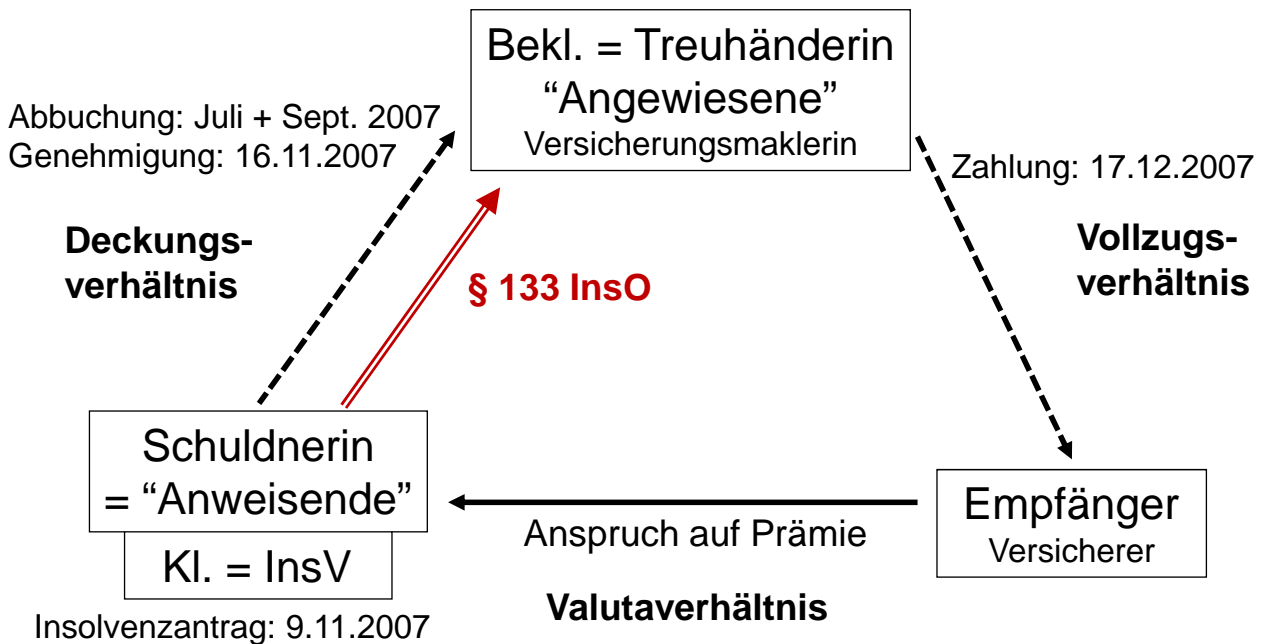 Bekl. = Treuhänderin
“Angewiesene”
Versicherungsmaklerin
Abbuchung: Juli + Sept. 2007
Genehmigung: 16.11.2007
Zahlung: 17.12.2007
Deckungs-
verhältnis
Vollzugs-
verhältnis
§ 133 InsO
Schuldnerin
= “Anweisende”
Kl. = InsV
Insolvenzantrag: 9.11.2007
Anspruch auf Prämie
Valutaverhältnis
Empfänger
Versicherer